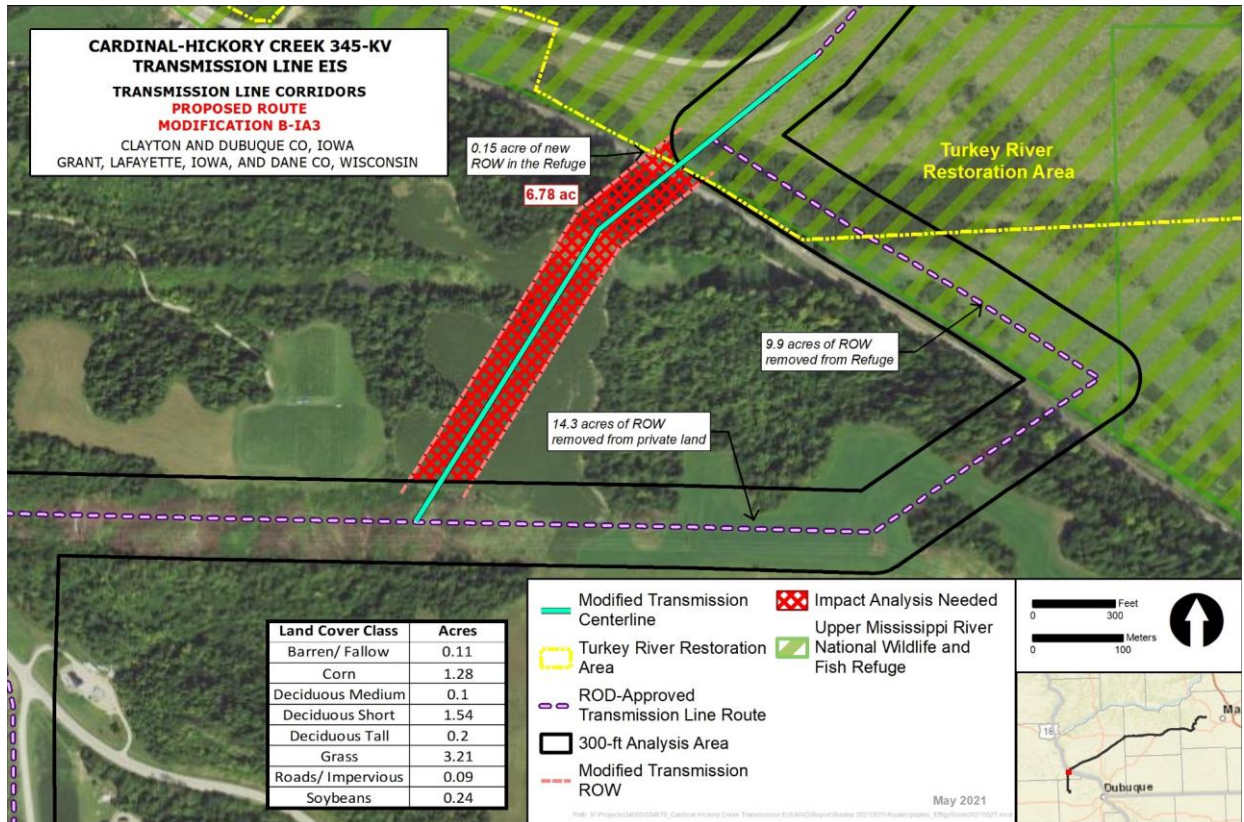 CARDINAL-HICKORY CREEK 345-KV
TRANSMISSION LINE EIS
TRANSMISSION LINE CORRIDORS
PROPOSED ROUTE
MODIFICATION B-IA3
CLAYTON AND DUBUQUE CO, IOWA
GRANT, LAFAYETTE, IOWA, AND DANE CO, WISCONSIN
0.15 acre of new
ROW in the Refuge
6.78 ac
Turkey River
Restoration Area
9.9 acres of ROW
removed from Refuge
14.3 acres of ROW
removed from private land
Land Cover Class Acres
Barren/ Fallow 0.11
Corn 1.28
Deciduous Medium 0.1
Deciduous Short 1.54
Deciduous Tall 0.2
Grass 3.21
Roads/ Impervious 0.09
Soybeans 0.24
Modified Transmission
Centerline
Turkey River Restoration
Area
ROD-Approved
Transmission Line Route
300-ft Analysis Area
Modified Transmission
ROW
Impact Analysis Needed
Upper Mississippi River
National Wildlife and
Fish Refuge
May 2021
Feet
300
Meters
100
Ma
18
Dubuque